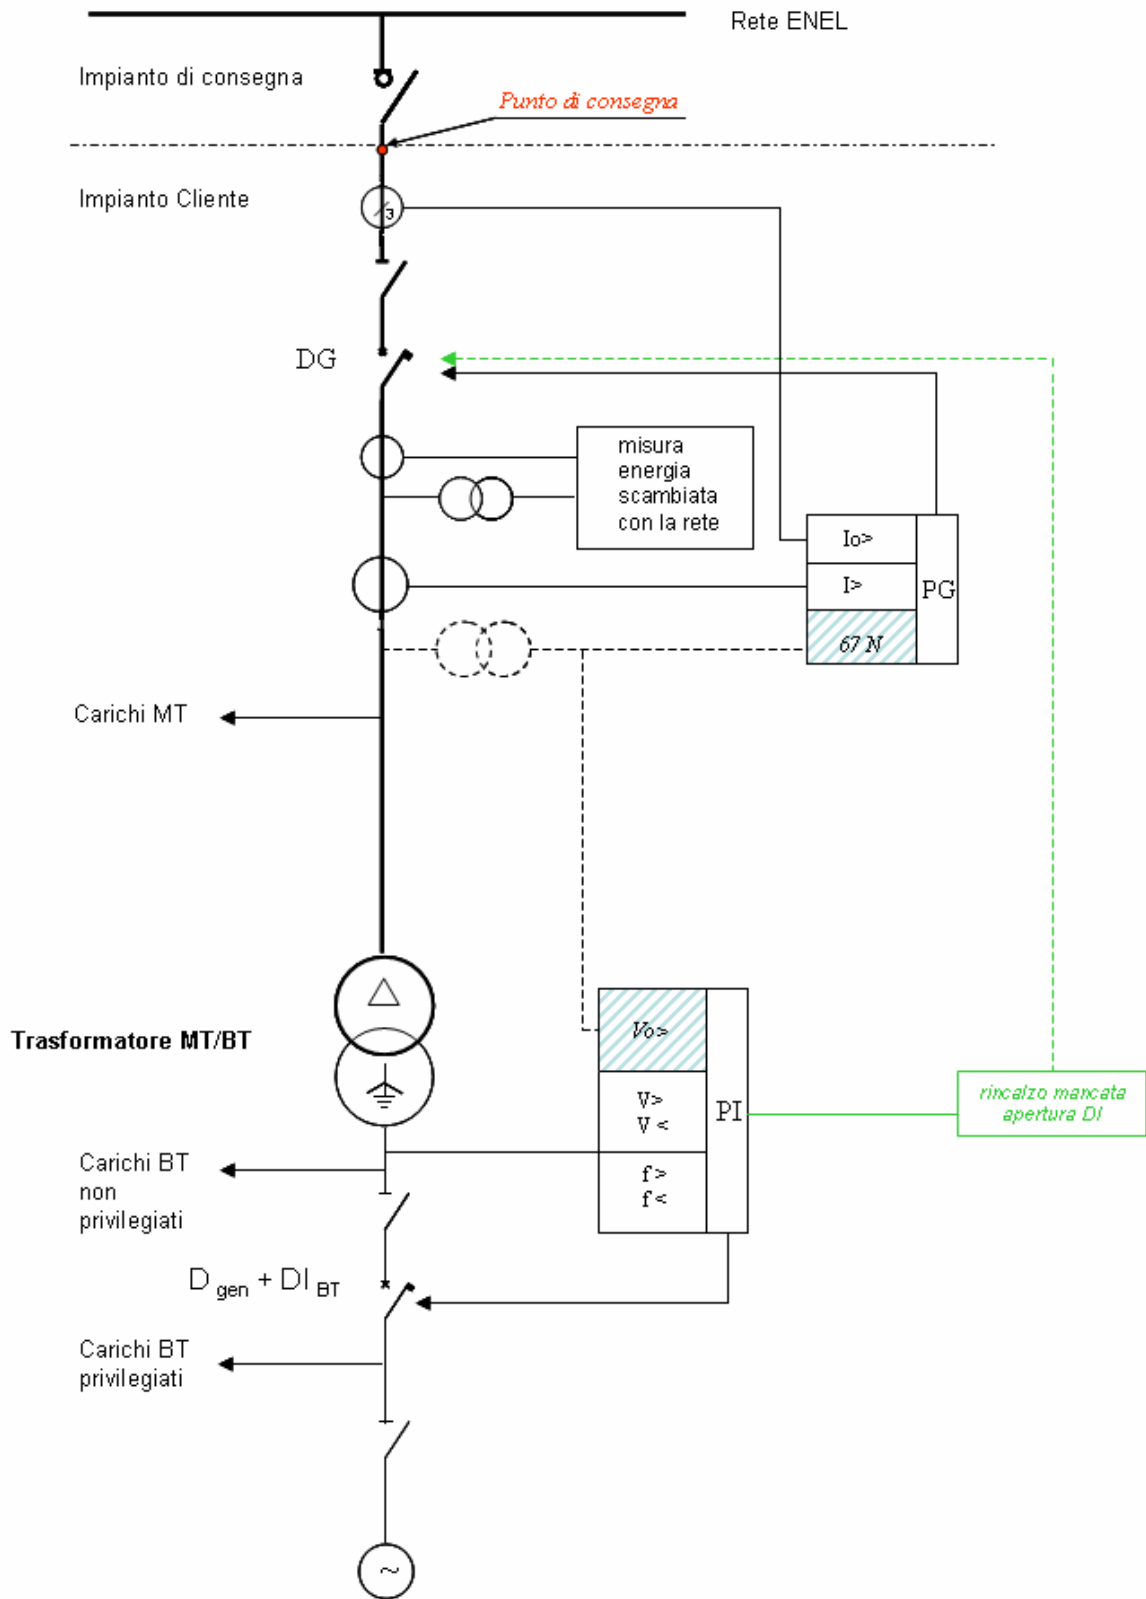 Rete ENEL
Impianto di consegna
Punto di consegna
Impianto Cliente
3
DG
misura
energia
scambiata
con la rete
Io>
I>
PG
67 N
Carichi MT
Trasformatore MT/BT
Vo>
V>
V<
PI
f>
f<
rincalzo mancata
apertura DI
Carichi BT
non
privilegiati
D gen + DI BT
Carichi BT
privilegiati
~